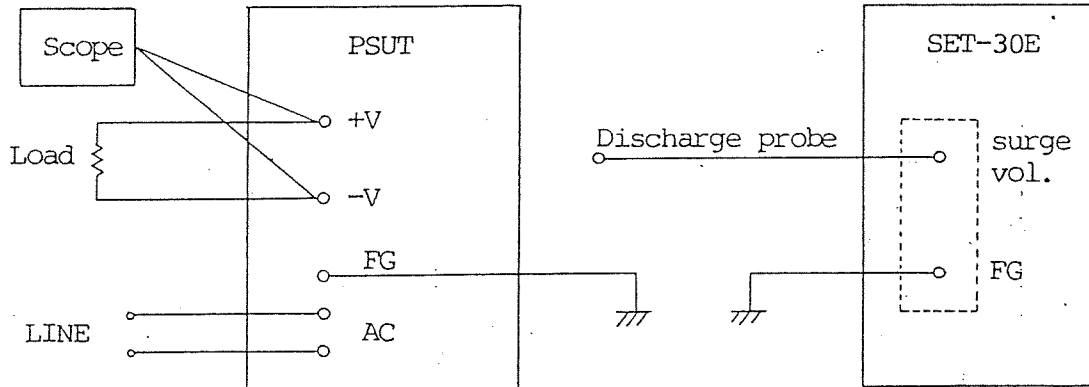 Scope
PSUT
SET-30E
+V
Load
-V
Discharge probe
surge
vol.
FG
FG
LINE
AC